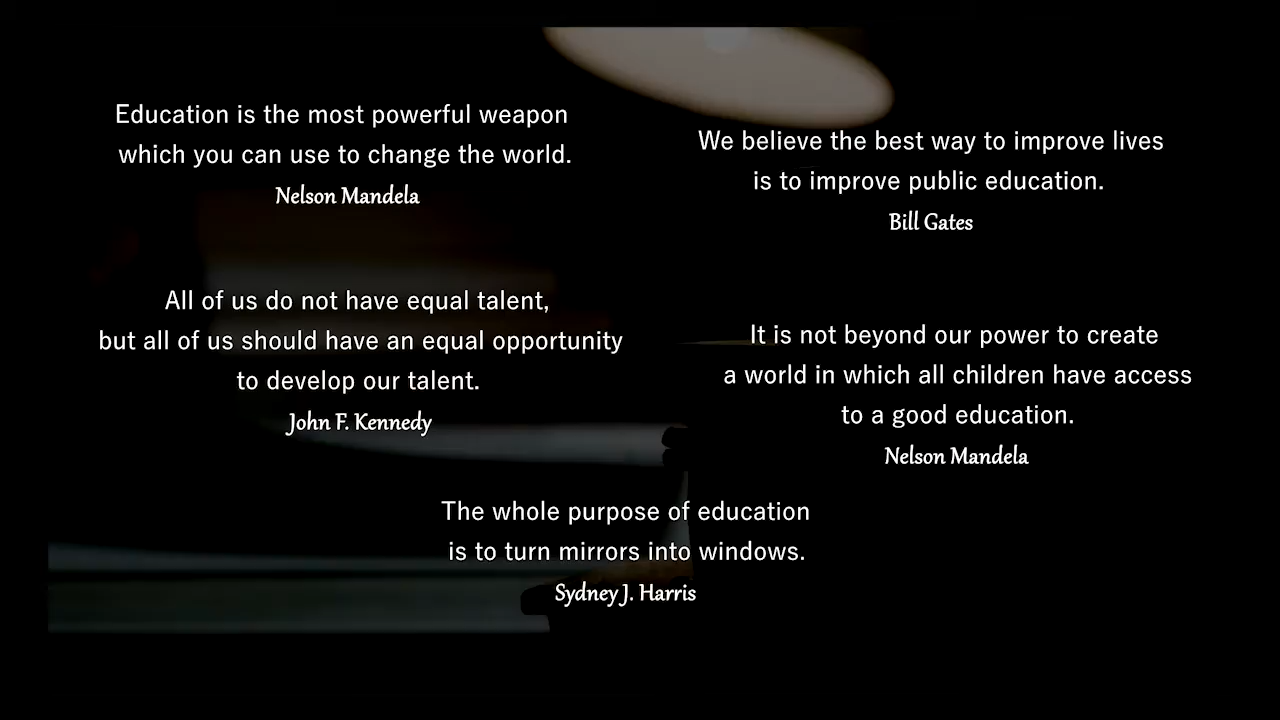 Education is the most powerful weapon
which you can use to change the world.
Nelson Mandela
We believe the best way to improve lives
is to improve public education.
Bill Gates
All of us do not have equal talent,
but all of us should have an equal opportunity
to develop our talent.
John F. Kennedy
It is not beyond our power to create
a world in which all children have access
to a good education.
Nelson Mandela
The whole purpose of education
is to turn mirrors into windows.
Sydney J. Harris